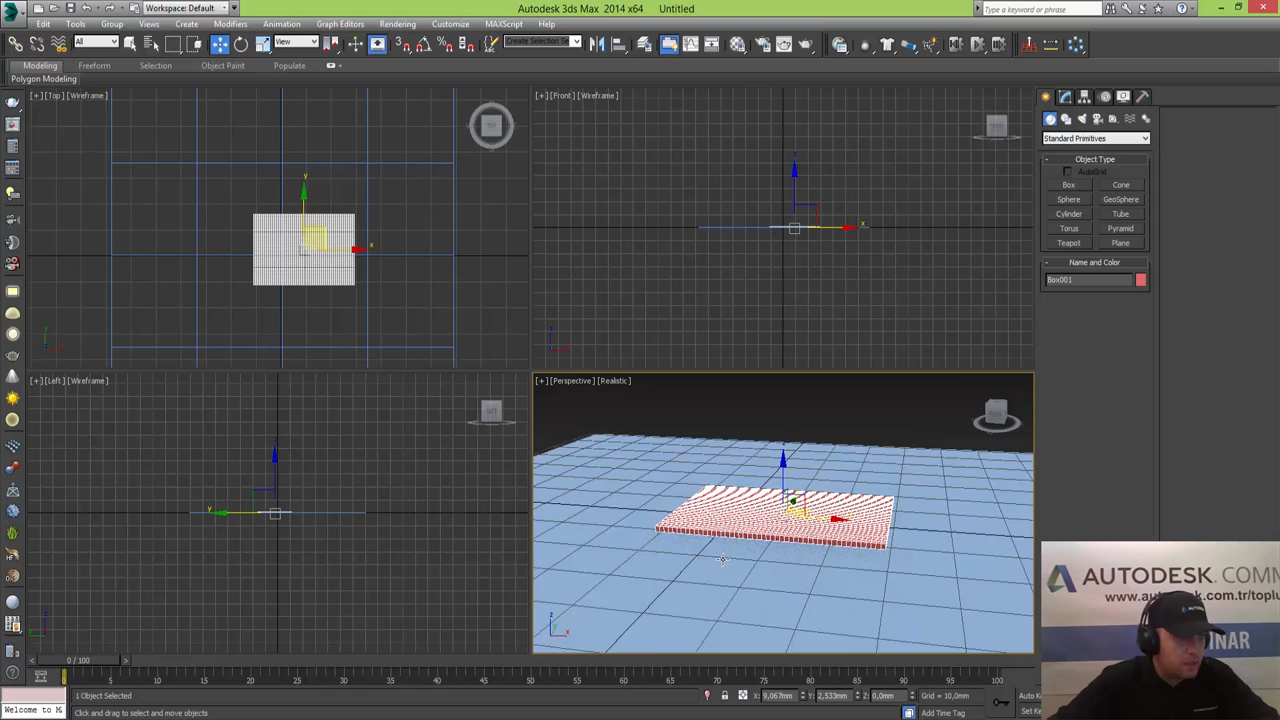 Workspace: Default
Autodesk 3ds Max 2014 x64 Untitled
Type a keyword or phrase
Edit Tools Group Views Create Modifiers Animation Graph Editors Rendering Customize MAXScript Help
All View Create Selection Se
Modeling Freeform Selection Object Paint Populate
Polygon Modeling
[+] [Top] [Wireframe]
[+] [Front] [Wireframe]
Standard Primitives
Object Type
AutoGrid
Box Cone
Sphere GeoSphere
Cylinder Tube
Torus Pyramid
Teapot Plane
Name and Color
Box001
[+] [Left] [Wireframe]
[+] [Perspective] [Realistic]
AUTODESK. COMM
www.autodesk.com.tr/toplu
INAR
0 / 100
0 5 10 15 20 25 30 35 40 45 50 55 60 65 70 75 80 85 90 95 100
1 Object Selected
X: 9,067mm Y: 2,533mm Z: 0,0mm Grid = 10,0mm
Auto K
Welcome to M
Click and drag to select and move objects
Add Time Tag
Set K